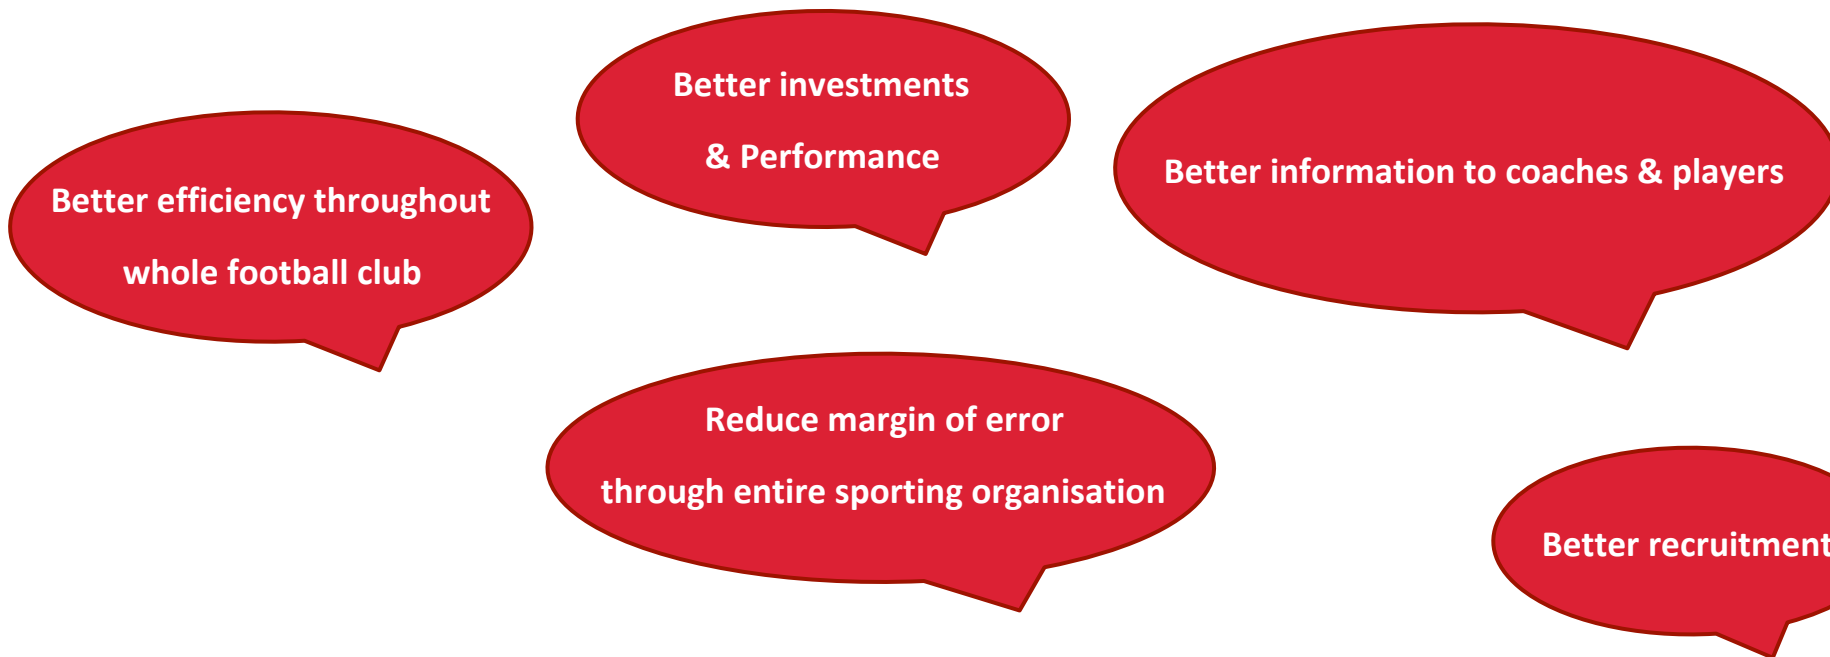 Better efficiency throughout
whole football club
Better investments
& Performance
Better information to coaches & players
Reduce margin of error
through entire sporting organisation
Better recruitment